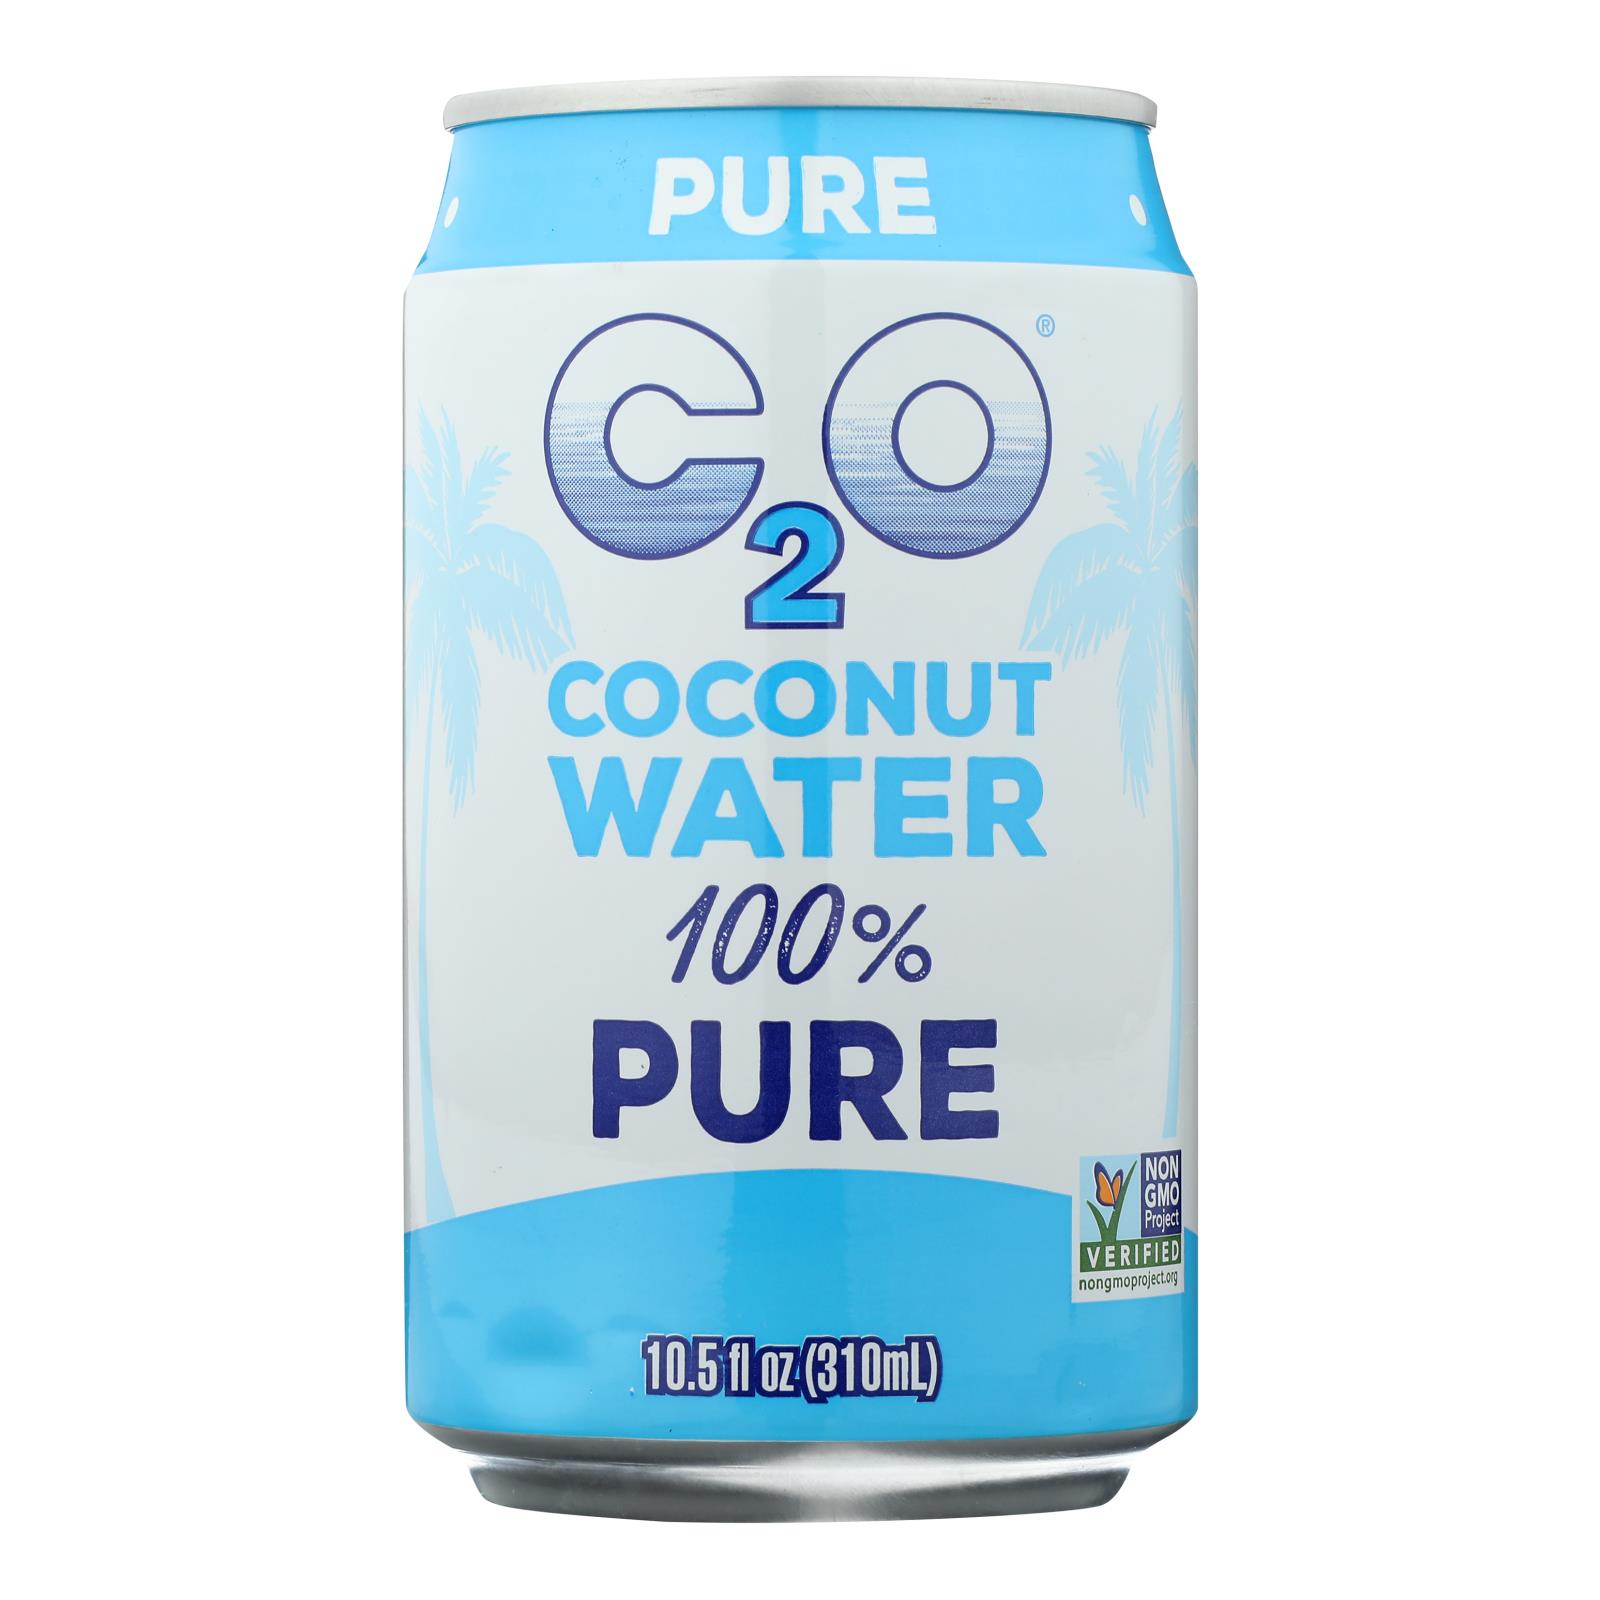 PURE
C2O®
COCONUT
WATER
100%
PURE
NON
GMO
Project
VERIFIED
nongmoproject.org
10.5 fl oz (310mL)